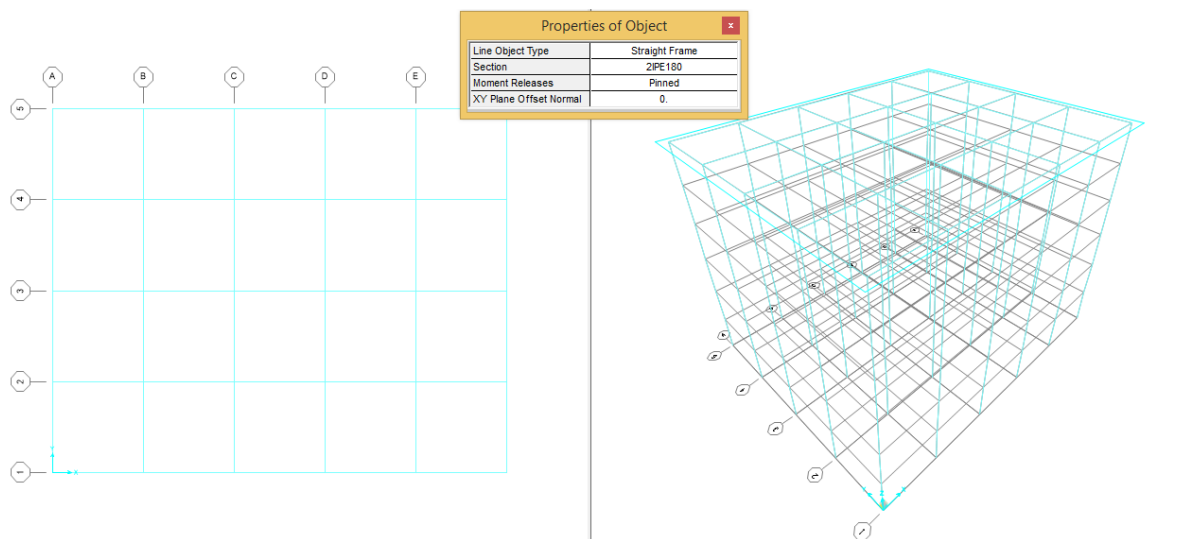 Properties of Object
x
Line Object Type Straight Frame
Section 2IPE180
Moment Releases Pinned
XY Plane Offset Normal 0.
A B C D E
5
4
3
2
1
X